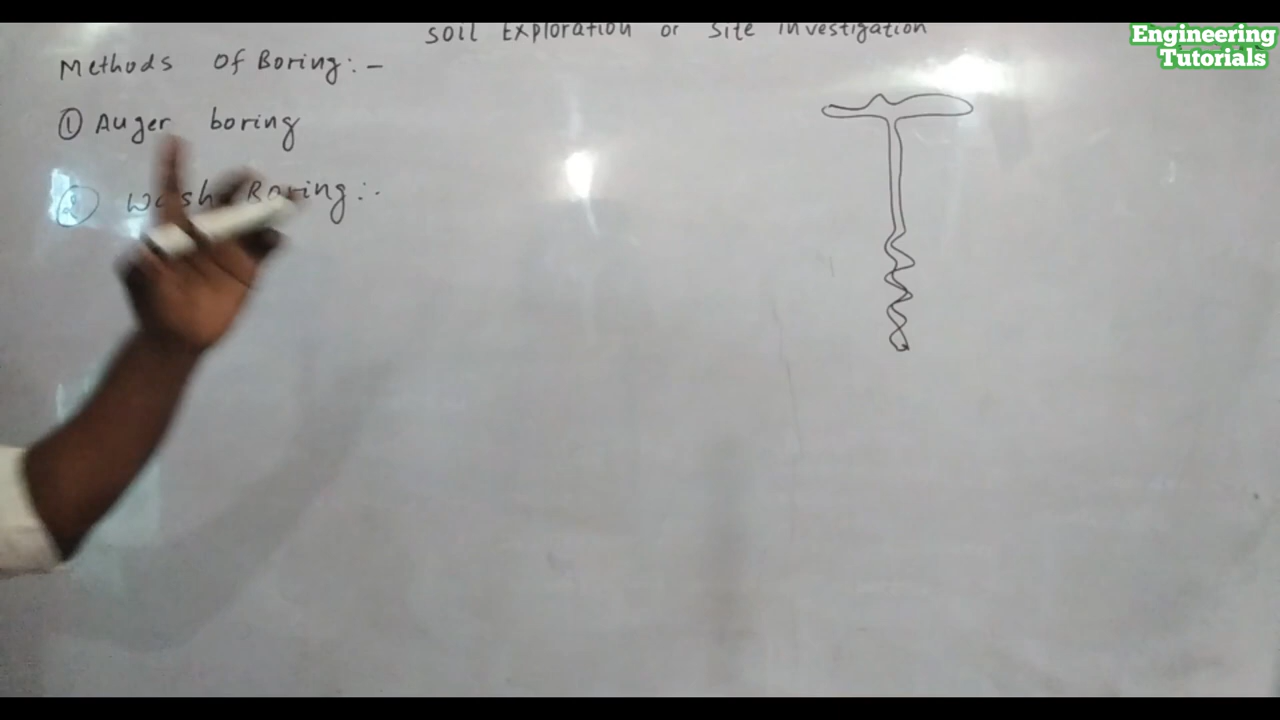 Soil Exploration or Site Investigation
Engineering
Tutorials
Methods of Boring:-
① Auger boring
② Wash Boring:-